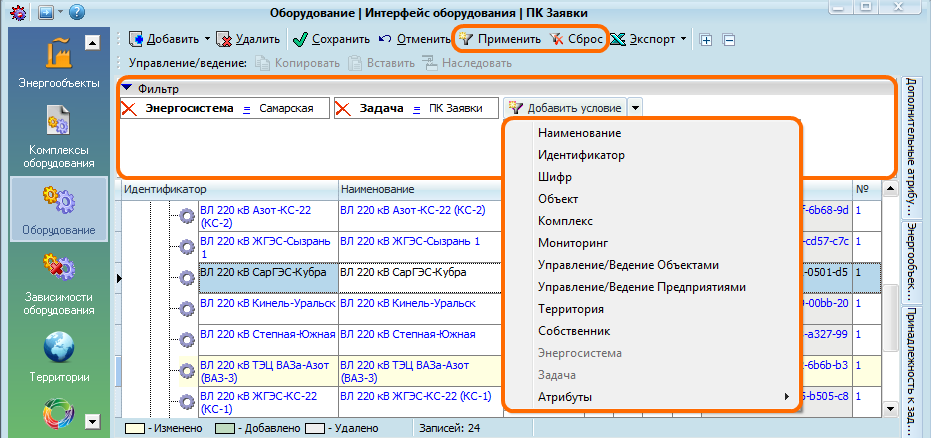 Оборудование | Интерфейс оборудования | ПК Заявки
Добавить Удалить Сохранить Отменить Применить Сброс Экспорт
Управление/ведение: Копировать Вставить Наследовать
Энергообъекты
Комплексы
оборудования
Оборудование
Зависимости
оборудования
Территории
Фильтр
Энергосистема = Самарская Задача = ПК Заявки Добавить условие
Наименование
Идентификатор
Шифр
Объект
Комплекс
Мониторинг
Управление/Ведение Объектами
Управление/Ведение Предприятиями
Территория
Собственник
Энергосистема
Задача
Атрибуты
Идентификатор Наименование №
ВЛ 220 кВ Азот-КС-22 ВЛ 220 кВ Азот-КС-22 (КС-2) f-6b68-9d 1
(КС-2)
ВЛ 220 кВ ЖГЭС-Сызрань ВЛ 220 кВ ЖГЭС-Сызрань 1 -cd57-c7c 1
1
ВЛ 220 кВ СарГЭС-Кубра ВЛ 220 кВ СарГЭС-Кубра -0501-d5 1
ВЛ 220 кВ Кинель-Уральск ВЛ 220 кВ Кинель-Уральск -00bb-20 1
ВЛ 220 кВ Степная-Южная ВЛ 220 кВ Степная-Южная -a327-99 1
ВЛ 220 кВ ТЭЦ ВАЗа-Азот ВЛ 220 кВ ТЭЦ ВАЗа-Азот -6b6b-b3 1
(ВАЗ-3) (ВАЗ-3)
ВЛ 220 кВ ЖГЭС-КС-22 ВЛ 220 кВ ЖГЭС-КС-22 (КС-1) -b505-c8 1
(КС-1)
- Изменено - Добавлено - Удалено Записей: 24
Дополнительные атрибу...
Энергообъек...
Принадлежность к зад...